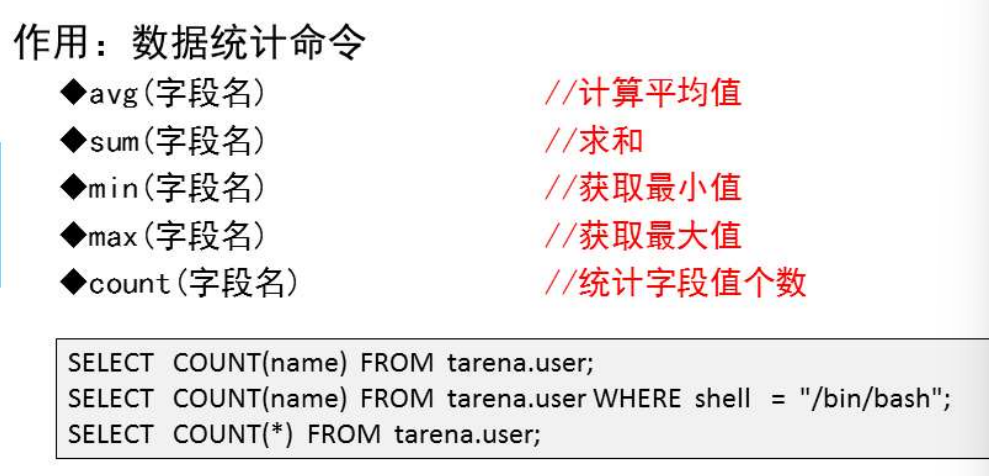 作用：数据统计命令
◆avg(字段名) //计算平均值
◆sum(字段名) //求和
◆min(字段名) //获取最小值
◆max(字段名) //获取最大值
◆count(字段名) //统计字段值个数
SELECT COUNT(name) FROM tarena.user;
SELECT COUNT(name) FROM tarena.user WHERE shell = "/bin/bash";
SELECT COUNT(*) FROM tarena.user;